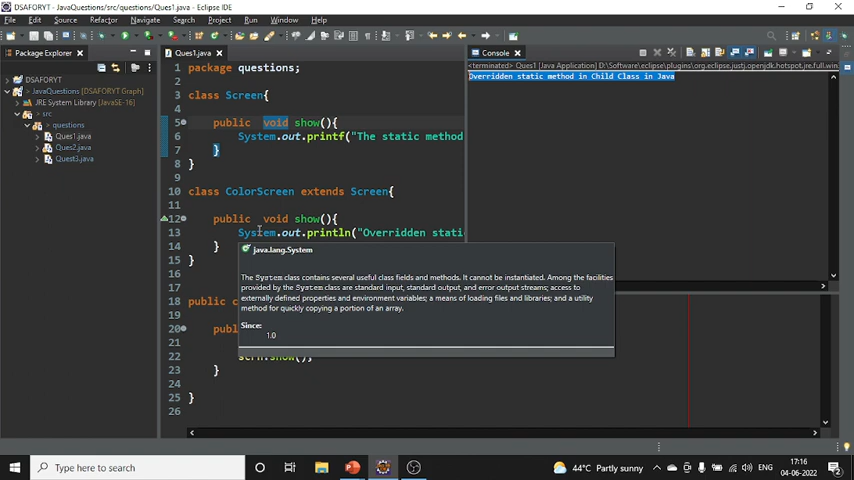 DSAFORYT - JavaQuestions/src/questions/Ques1.java - Eclipse IDE
File Edit Source Refactor Navigate Search Project Run Window Help
Package Explorer
DSAFORYT
JavaQuestions [DSAFORYT Graph]
JRE System Library [JavaSE-16]
src
questions
Ques1.java
Ques2.java
Quest3.java
Ques1.java
1 package questions;
2
3 class Screen{
4
5 public void show(){
6 System.out.printf("The static method
7 }
8 }
9
10 class ColorScreen extends Screen{
11
12 public void show(){
13 System.out.println("Overridden stati
14 }
15 }
16
17
18 public c
19
20 pub
21
22 scrn.show();
23 }
24
25 }
26
java.lang.System
The System class contains several useful class fields and methods. It cannot be instantiated. Among the facilities
provided by the System class are standard input, standard output, and error output streams; access to
externally defined properties and environment variables; a means of loading files and libraries; and a utility
method for quickly copying a portion of an array.
Since:
1.0
Console
<terminated> Ques1 [Java Application] D:\Software\eclipse\plugins\org.eclipse.justj.openjdk.hotspot.jre.full.win
Overridden static method in Child Class in Java
Type here to search
44°C Partly sunny
ENG
17:16
04-06-2022
2